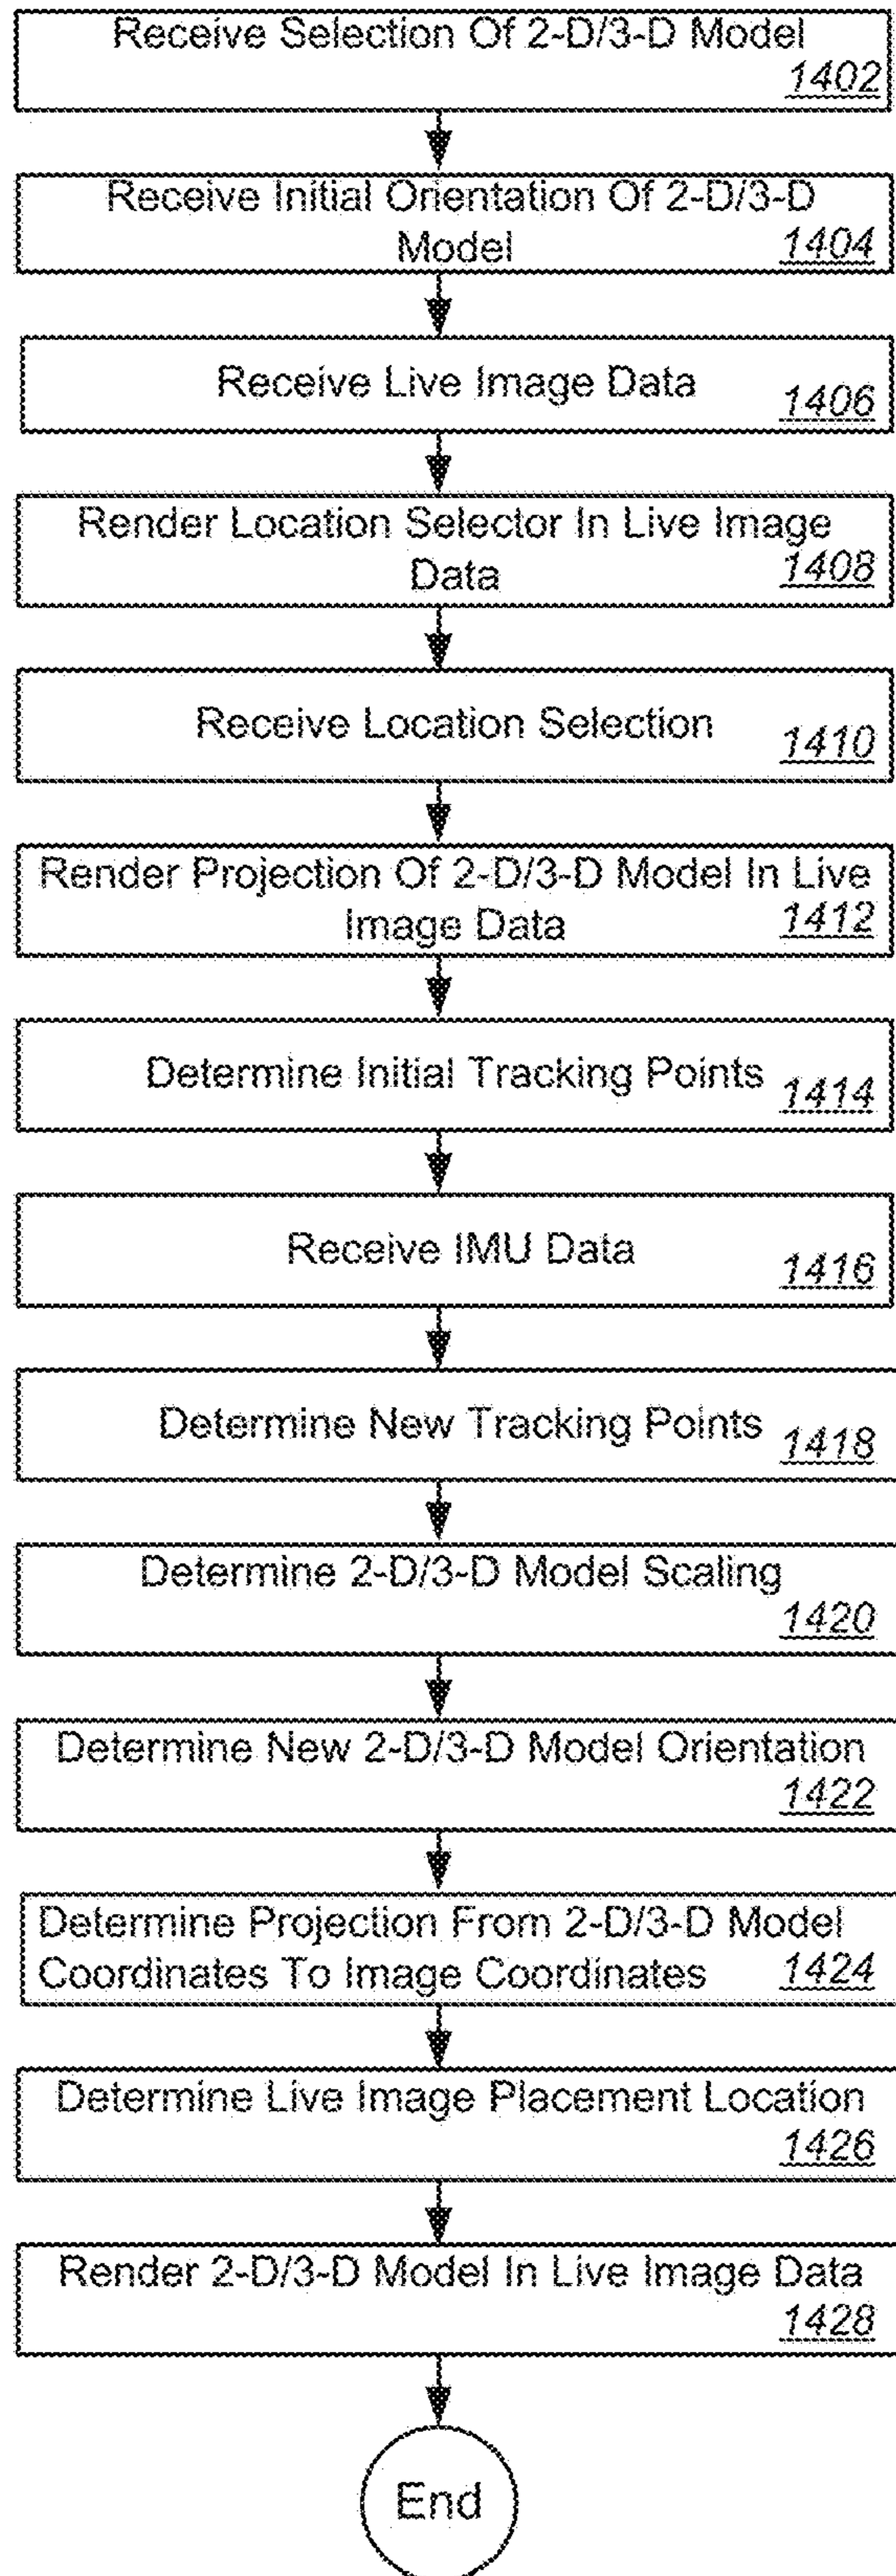 Receive Selection Of 2-D/3-D Model
1402
Receive Initial Orientation Of 2-D/3-D
Model 1404
Receive Live Image Data 1406
Render Location Selector In Live Image
Data 1408
Receive Location Selection 1410
Render Projection Of 2-D/3-D Model In Live
Image Data 1412
Determine Initial Tracking Points 1414
Receive IMU Data 1416
Determine New Tracking Points 1418
Determine 2-D/3-D Model Scaling
1420
Determine New 2-D/3-D Model Orientation
1422
Determine Projection From 2-D/3-D Model
Coordinates To Image Coordinates 1424
Determine Live Image Placement Location
1426
Render 2-D/3-D Model In Live Image Data
1428
End